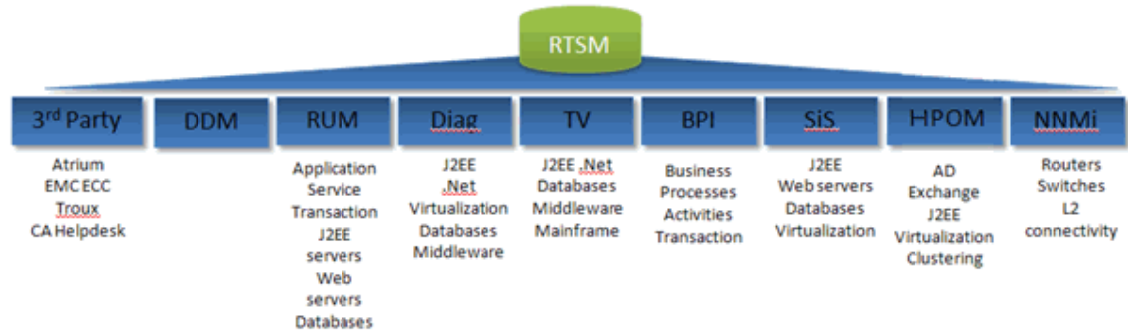 RTSM
3rd Party
DDM
RUM
Diag
TV
BPI
SiS
HPOM
NNMi
Atrium
EMC ECC
Troux
CA Helpdesk
Application
Service
Transaction
J2EE
servers
Web
servers
Databases
J2EE
.Net
Virtualization
Databases
Middleware
J2EE .Net
Databases
Middleware
Mainframe
Business
Processes
Activities
Transaction
J2EE
Web servers
Databases
Virtualization
AD
Exchange
J2EE
Virtualization
Clustering
Routers
Switches
L2
connectivity